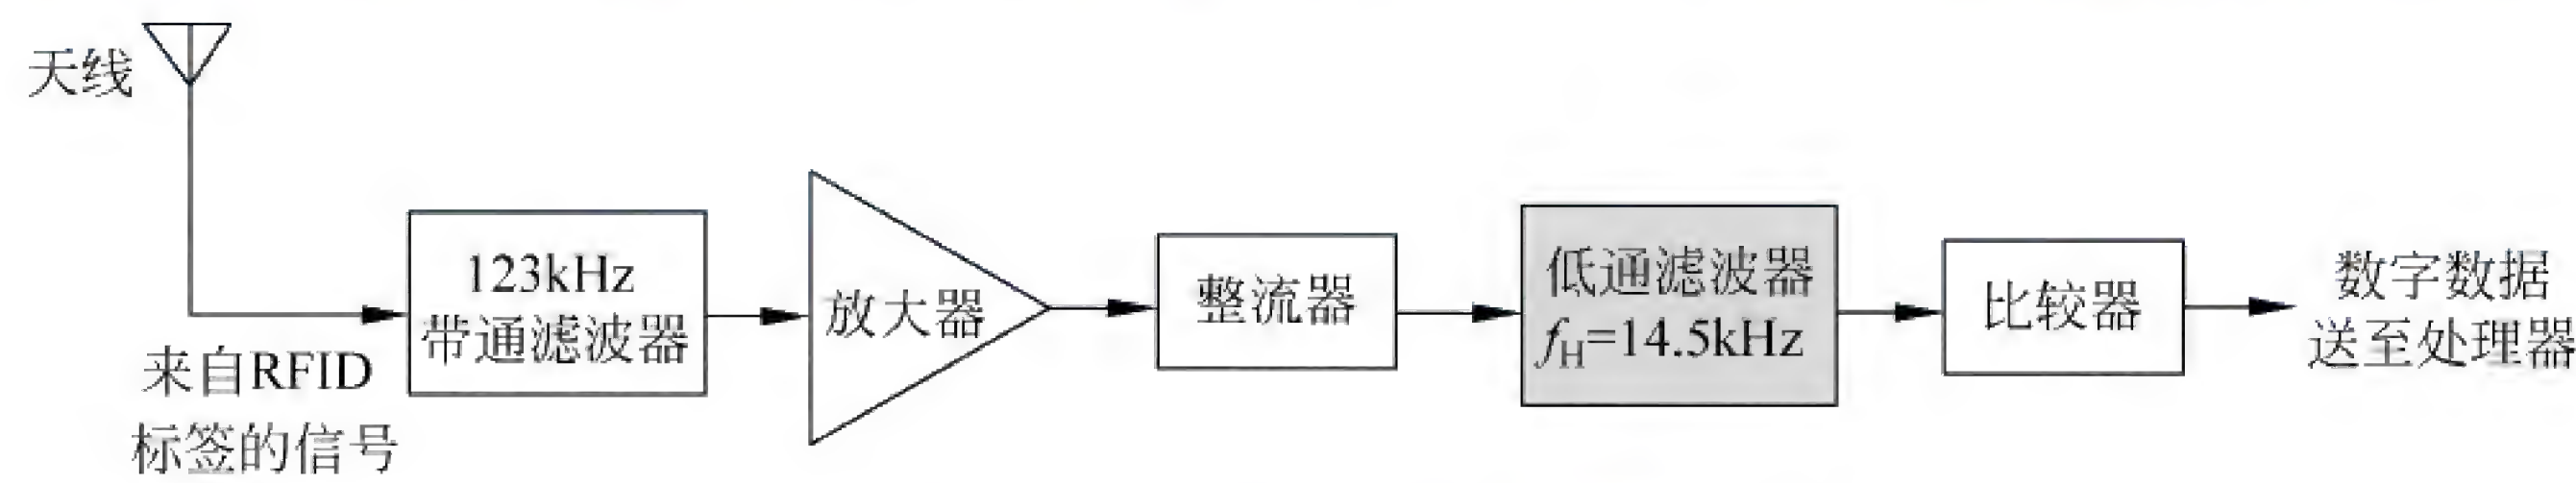 天线
来自RFID
标签的信号
123kHz
带通滤波器
放大器
整流器
低通滤波器
fH=14.5kHz
比较器
数字数据
送至处理器